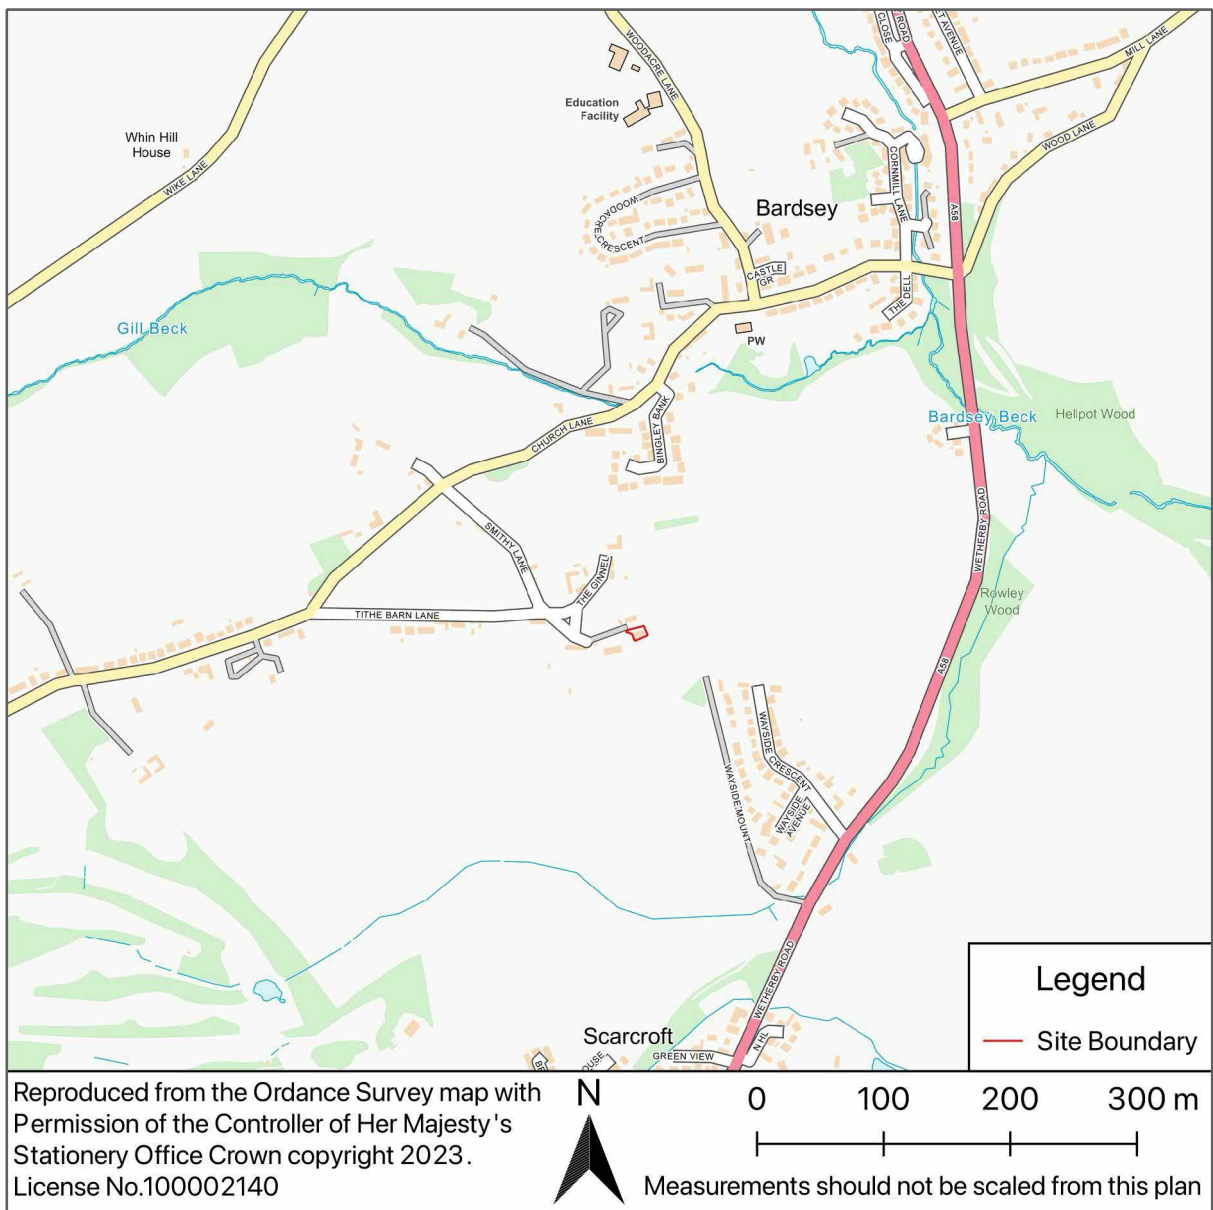 CLOSE
ROAD
ET AVENUE
MILL LANE
WOODACRE LANE
Education
Facility
Whin Hill
House
WIKE LANE
WOOD LANE
CORNMILL LANE
A58
WOODACRE CRESCENT
Bardsey
CASTLE
GR
THE DELL
Gill Beck
PW
BINGLEY BANK
CHURCH LANE
Bardsey Beck
Hellpot Wood
WETHERBY ROAD
SMITHY LANE
THE GINNEL
TITHE BARN LANE
Rowley
Wood
A58
WAYSIDE CRESCENT
WAYSIDE MOUNT
WAYSIDE
AVENUE
WETHERBY ROAD
Scarcroft
GREEN VIEW
N HL
OUSE
BE
Legend
Site Boundary
Reproduced from the Ordance Survey map with
Permission of the Controller of Her Majesty's
Stationery Office Crown copyright 2023.
License No.100002140
N
0 100 200 300 m
Measurements should not be scaled from this plan